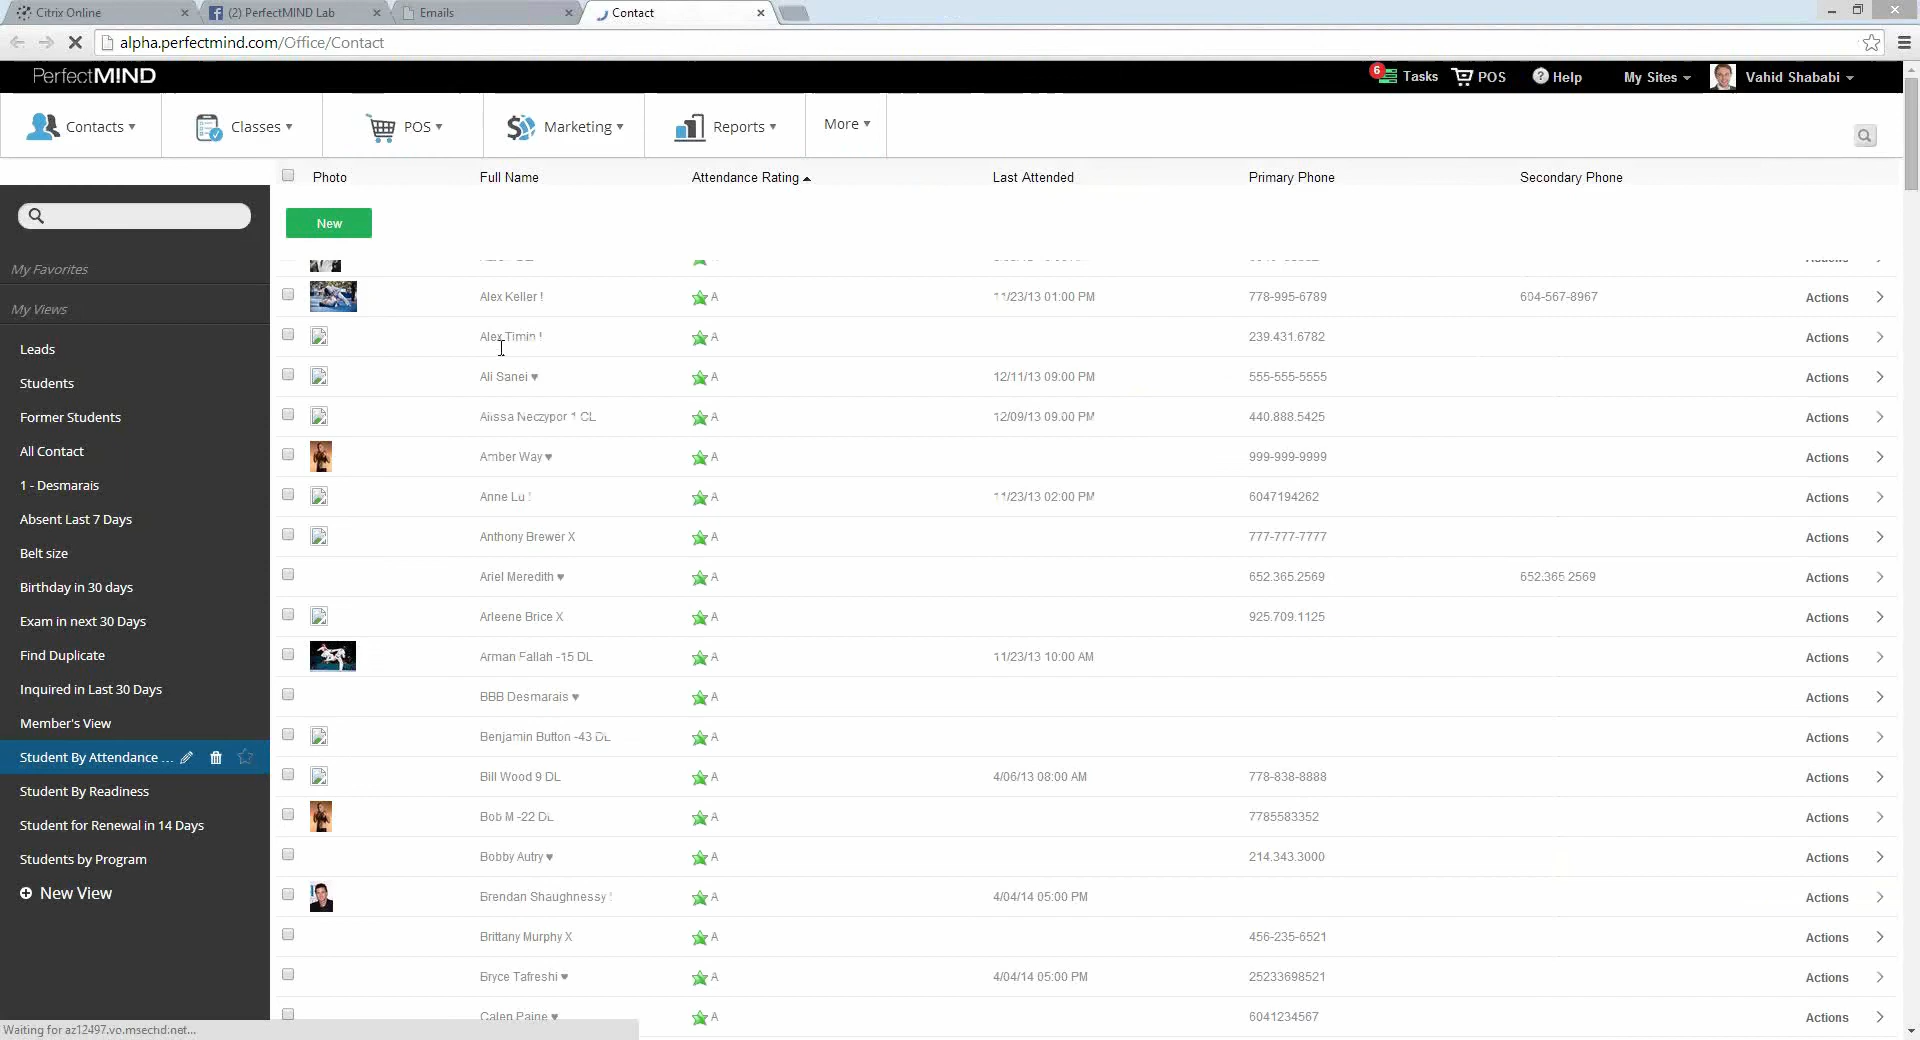 Citrix Online
(2) PerfectMIND Lab
Emails
Contact
alpha.perfectmind.com/Office/Contact
PerfectMIND
6 Tasks
POS
? Help
My Sites
Vahid Shababi
Contacts
Classes
POS
Marketing
Reports
More
Photo Full Name Attendance Rating Last Attended Primary Phone Secondary Phone
New
My Favorites
My Views
Leads
Students
Former Students
All Contact
1 - Desmarais
Absent Last 7 Days
Belt size
Birthday in 30 days
Exam in next 30 Days
Find Duplicate
Inquired in Last 30 Days
Member's View
Student By Attendance ...
Student By Readiness
Student for Renewal in 14 Days
Students by Program
New View
Alex Keller ! A 11/23/13 01:00 PM 778-995-6789 604-567-8967 Actions
Alex Timin ! A 239.431.6782 Actions
Ali Sanei ♥ A 12/11/13 09:00 PM 555-555-5555 Actions
Alissa Neczypor 1 CL A 12/09/13 09:00 PM 440.888.5425 Actions
Amber Way ♥ A 999-999-9999 Actions
Anne Lu ! A 11/23/13 02:00 PM 6047194262 Actions
Anthony Brewer X A 777-777-7777 Actions
Ariel Meredith ♥ A 652.365.2569 652.365.2569 Actions
Arleene Brice X A 925.709.1125 Actions
Arman Fallah -15 DL A 11/23/13 10:00 AM Actions
BBB Desmarais ♥ A Actions
Benjamin Button -43 DL A Actions
Bill Wood 9 DL A 4/06/13 08:00 AM 778-838-8888 Actions
Bob M -22 DL A 7785583352 Actions
Bobby Autry ♥ A 214.343.3000 Actions
Brendan Shaughnessy ! A 4/04/14 05:00 PM Actions
Brittany Murphy X A 456-235-6521 Actions
Bryce Tafreshi ♥ A 4/04/14 05:00 PM 25233698521 Actions
Calen Paine ♥ A 6041234567 Actions
Waiting for az12497.vo.msecnd.net...